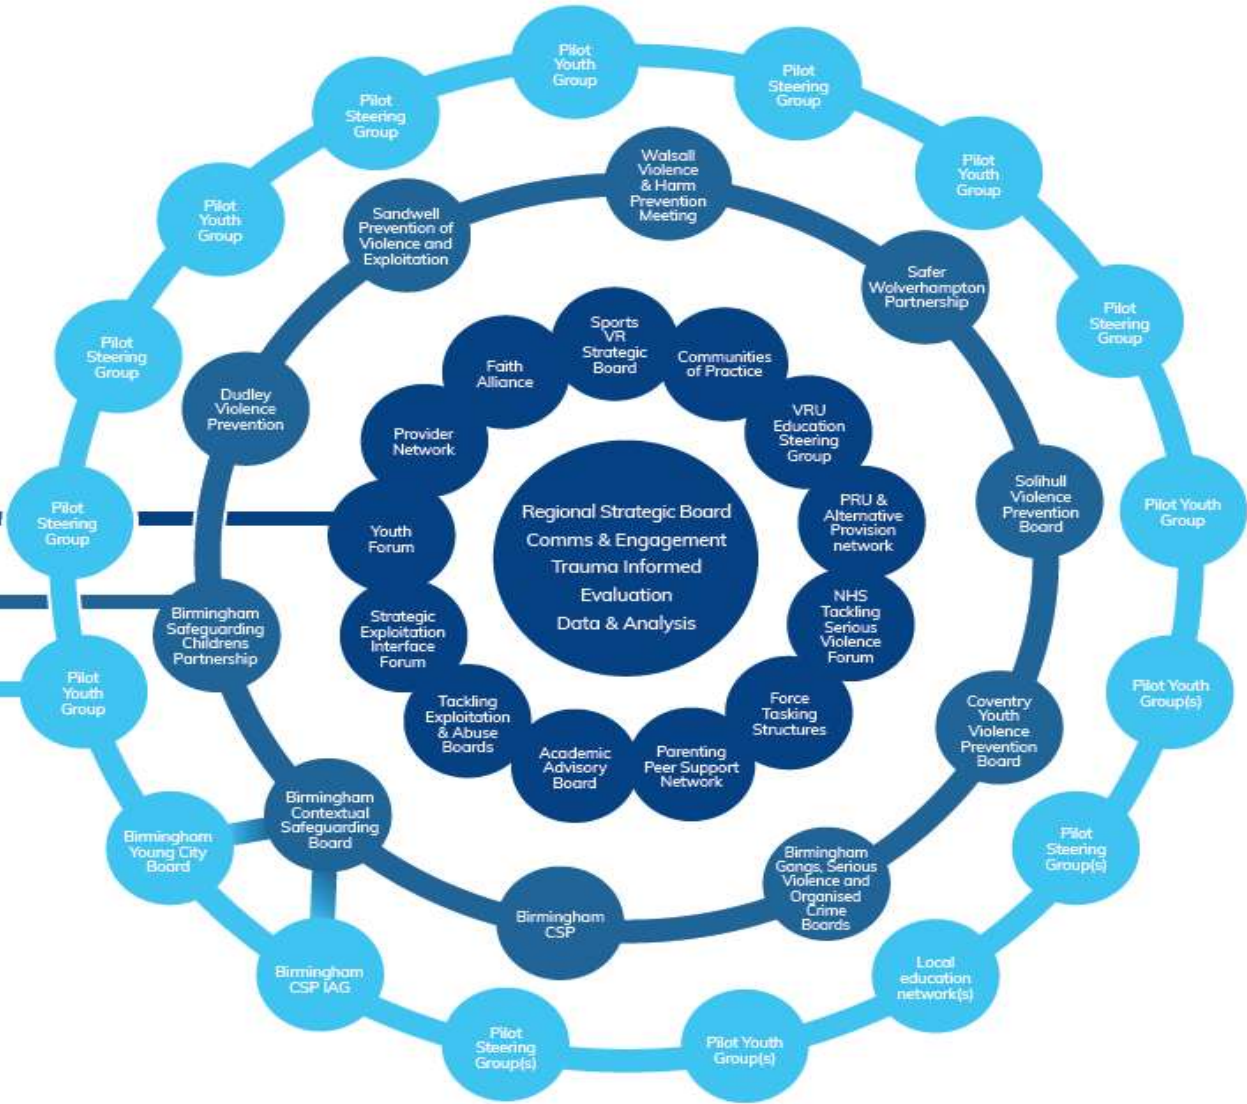 Pilot
Youth
Group
Pilot
Steering
Group
Pilot
Youth
Group
Pilot
Steering
Group
Pilot Youth
Group
Pilot Youth
Group(s)
Pilot
Steering
Group(s)
Local
education
network(s)
Pilot Youth
Group(s)
Pilot
Steering
Group(s)
Birmingham
CSP IAG
Birmingham
Young City
Board
Pilot
Youth
Group
Pilot
Steering
Group
Pilot
Steering
Group
Pilot
Youth
Group
Pilot
Steering
Group
Walsall
Violence
& Harm
Prevention
Meeting
Safer
Wolverhampton
Partnership
Solihull
Violence
Prevention
Board
Coventry
Youth
Violence
Prevention
Board
Birmingham
Gangs, Serious
Violence and
Organised
Crime
Boards
Birmingham
CSP
Birmingham
Contextual
Safeguarding
Board
Birmingham
Safeguarding
Childrens
Partnership
Dudley
Violence
Prevention
Sandwell
Prevention of
Violence and
Exploitation
Sports
VR
Strategic
Board
Communities
of Practice
VRU
Education
Steering
Group
PRU &
Alternative
Provision
network
NHS
Tackling
Serious
Violence
Forum
Force
Tasking
Structures
Parenting
Peer Support
Network
Academic
Advisory
Board
Tackling
Exploitation
& Abuse
Boards
Strategic
Exploitation
Interface
Forum
Youth
Forum
Provider
Network
Faith
Alliance
Regional Strategic Board
Comms & Engagement
Trauma Informed
Evaluation
Data & Analysis